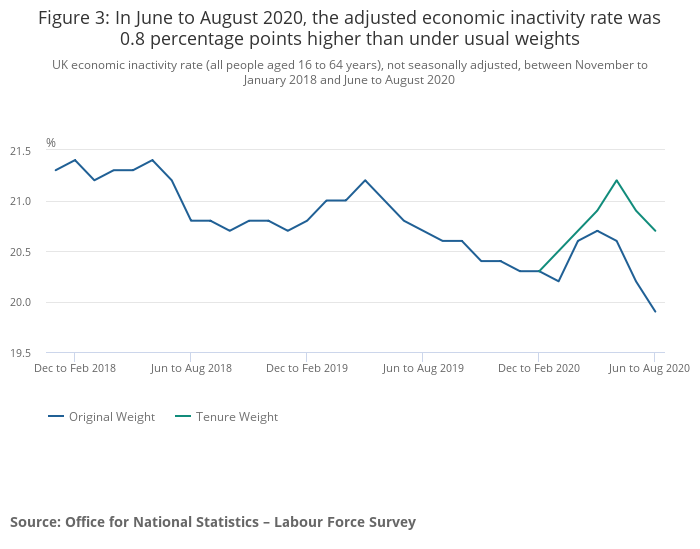 Figure 3: In June to August 2020, the adjusted economic inactivity rate was
0.8 percentage points higher than under usual weights
UK economic inactivity rate (all people aged 16 to 64 years), not seasonally adjusted, between November to
January 2018 and June to August 2020
%
21.5
21.0
20.5
20.0
19.5
Dec to Feb 2018 Jun to Aug 2018 Dec to Feb 2019 Jun to Aug 2019 Dec to Feb 2020 Jun to Aug 2020
Original Weight Tenure Weight
Source: Office for National Statistics – Labour Force Survey